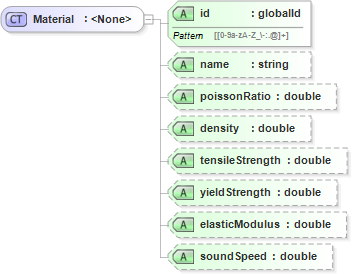 CT Material : <None>
A id : globalId
Pattern [[0-9a-zA-Z_\-:.@]+]
A name : string
A poissonRatio : double
A density : double
A tensileStrength : double
A yieldStrength : double
A elasticModulus : double
A soundSpeed : double